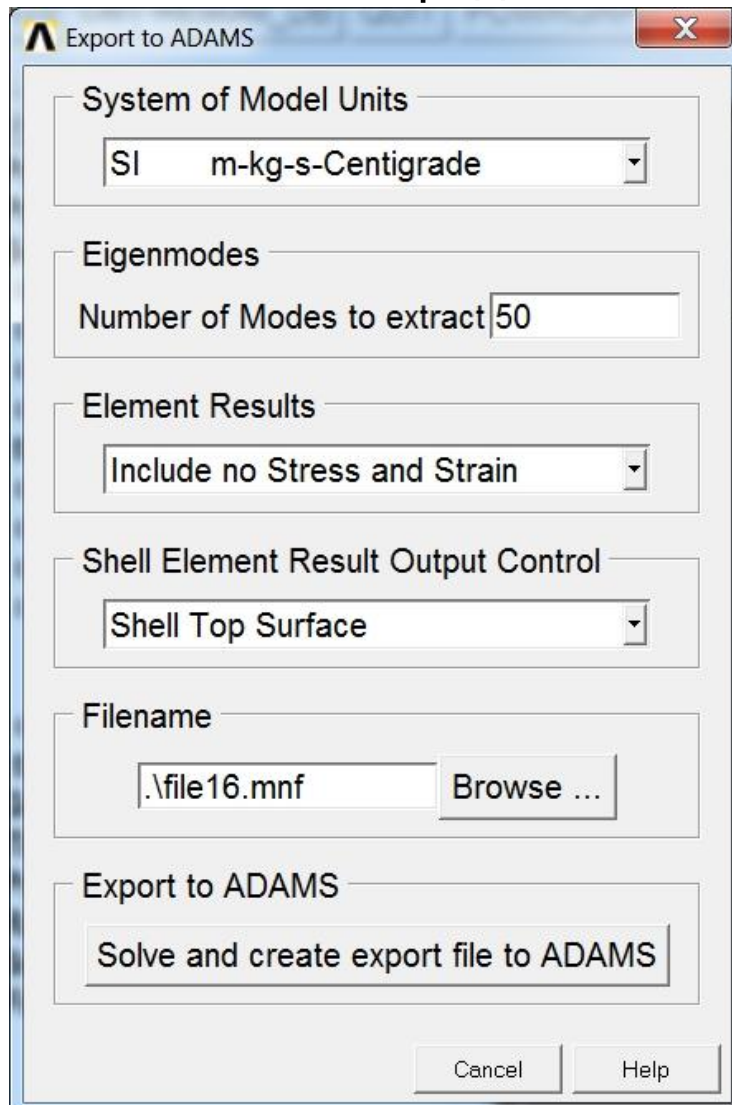 Export to ADAMS
System of Model Units
SI m-kg-s-Centigrade
Eigenmodes
Number of Modes to extract 50
Element Results
Include no Stress and Strain
Shell Element Result Output Control
Shell Top Surface
Filename
.\file16.mnf Browse ...
Export to ADAMS
Solve and create export file to ADAMS
Cancel Help